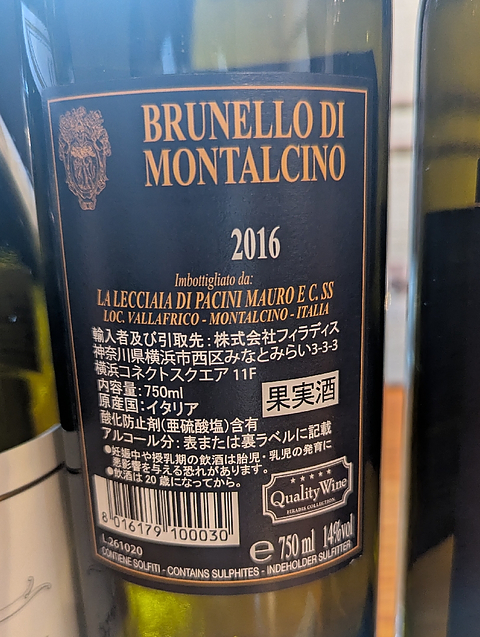 BRUNELLO DI
MONTALCINO
2016
Imbottigliato da:
LA LECCIAIA DI PACINI MAURO E C. SS
LOC. VALLAFRICO - MONTALCINO - ITALIA
輸入者及び引取先：株式会社フィラディス
神奈川県横浜市西区みなとみらい3-3-3
横浜コネクトスクエア 11F
内容量：750ml
原産国：イタリア
果実酒
酸化防止剤(亜硫酸塩)含有
アルコール分：表または裏ラベルに記載
●妊娠中や授乳期の飲酒は胎児・乳児の発育に
悪影響を与える恐れがあります。
●飲酒は20歳になってから。
Quality Wine
FIRADIS COLLECTION
8 016179 100030
L.261020
e 750 ml 14%vol
CONTIENE SOLFITI - CONTAINS SULPHITES - INDEHOLDER SULFITTER